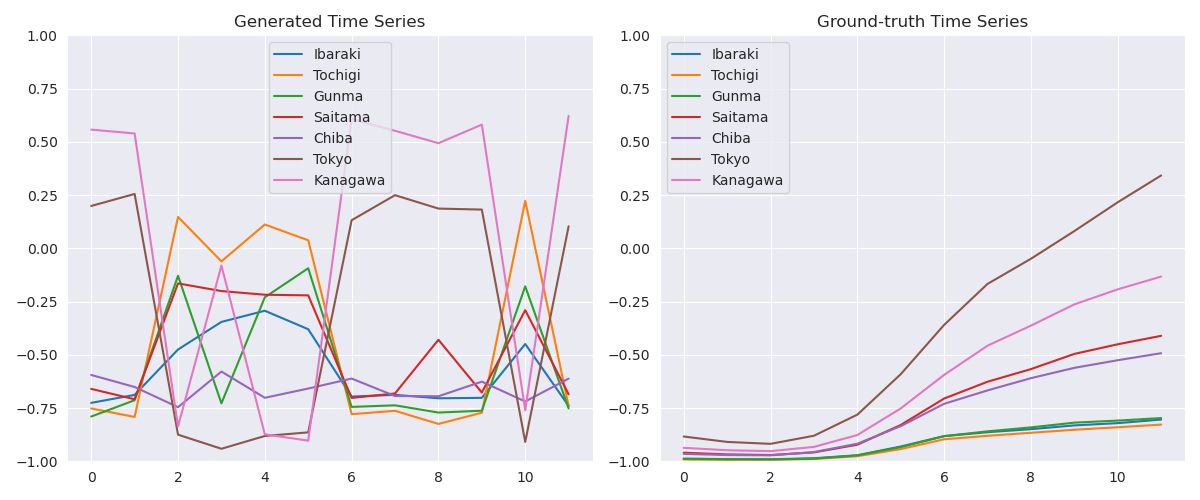 Generated Time Series
1.00
0.75
0.50
0.25
0.00
−0.25
−0.50
−0.75
−1.00
0 2 4 6 8 10
Ibaraki
Tochigi
Gunma
Saitama
Chiba
Tokyo
Kanagawa
Ground-truth Time Series
1.00
0.75
0.50
0.25
0.00
−0.25
−0.50
−0.75
−1.00
0 2 4 6 8 10
Ibaraki
Tochigi
Gunma
Saitama
Chiba
Tokyo
Kanagawa